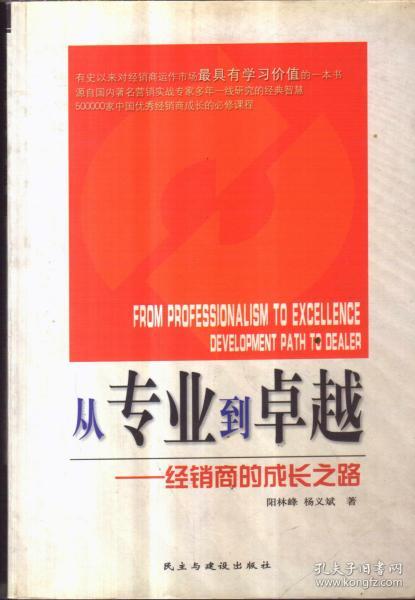 有史以来对经销商运作市场最具有学习价值的一本书
源自国内著名营销实战专家多年一线研究的经典智慧
500000家中国优秀经销商成长的必修课程
FROM PROFESSIONALISM TO EXCELLENCE
DEVELOPMENT PATH TO DEALER
从专业到卓越
——经销商的成长之路
阳林峰 杨义斌 著
民主与建设出版社
孔夫子旧书网